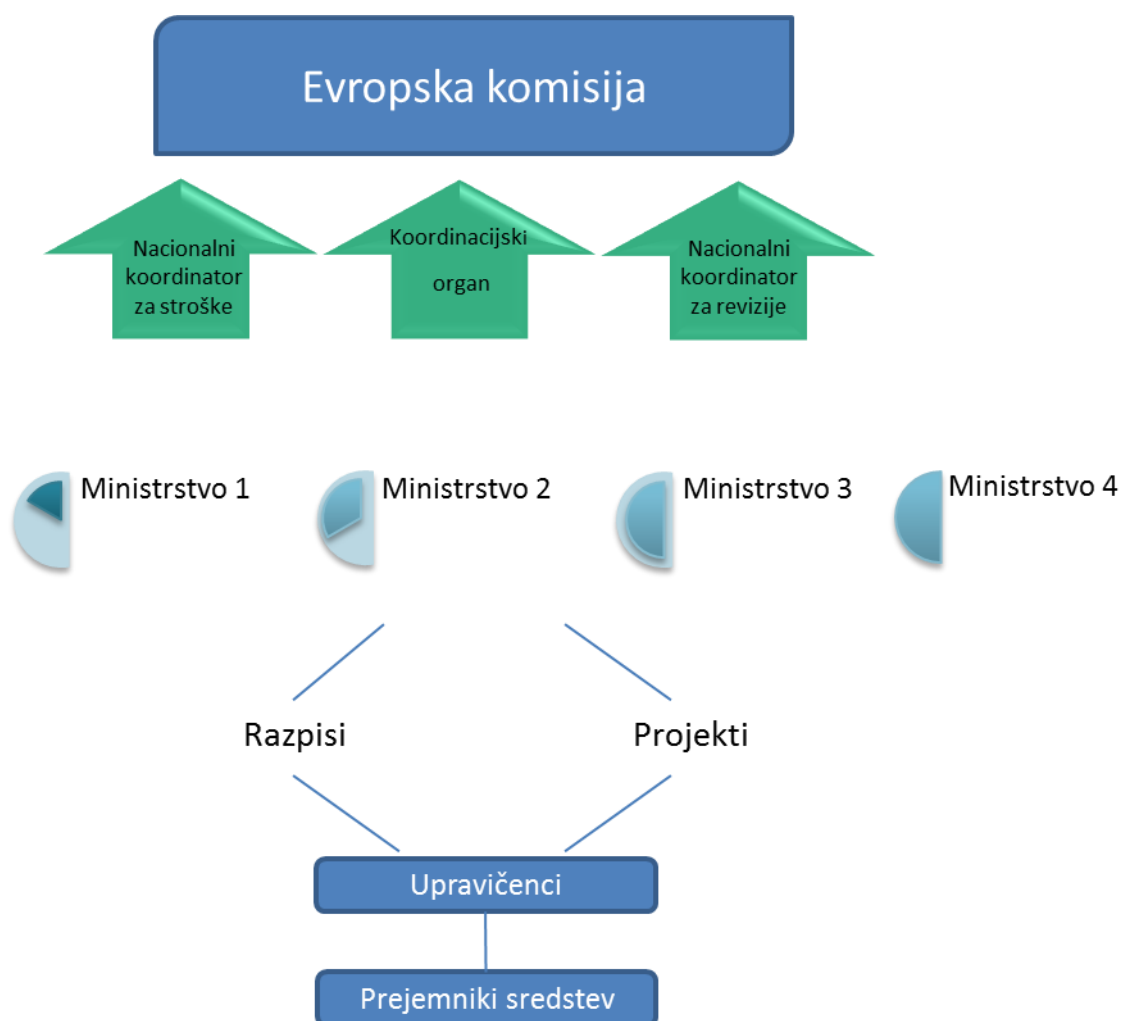 Evropska komisija
Nacionalni
koordinator
za stroške
Koordinacijski
organ
Nacionalni
koordinator
za revizije
Ministrstvo 1
Ministrstvo 2
Ministrstvo 3
Ministrstvo 4
Razpisi
Projekti
Upravičenci
Prejemniki sredstev